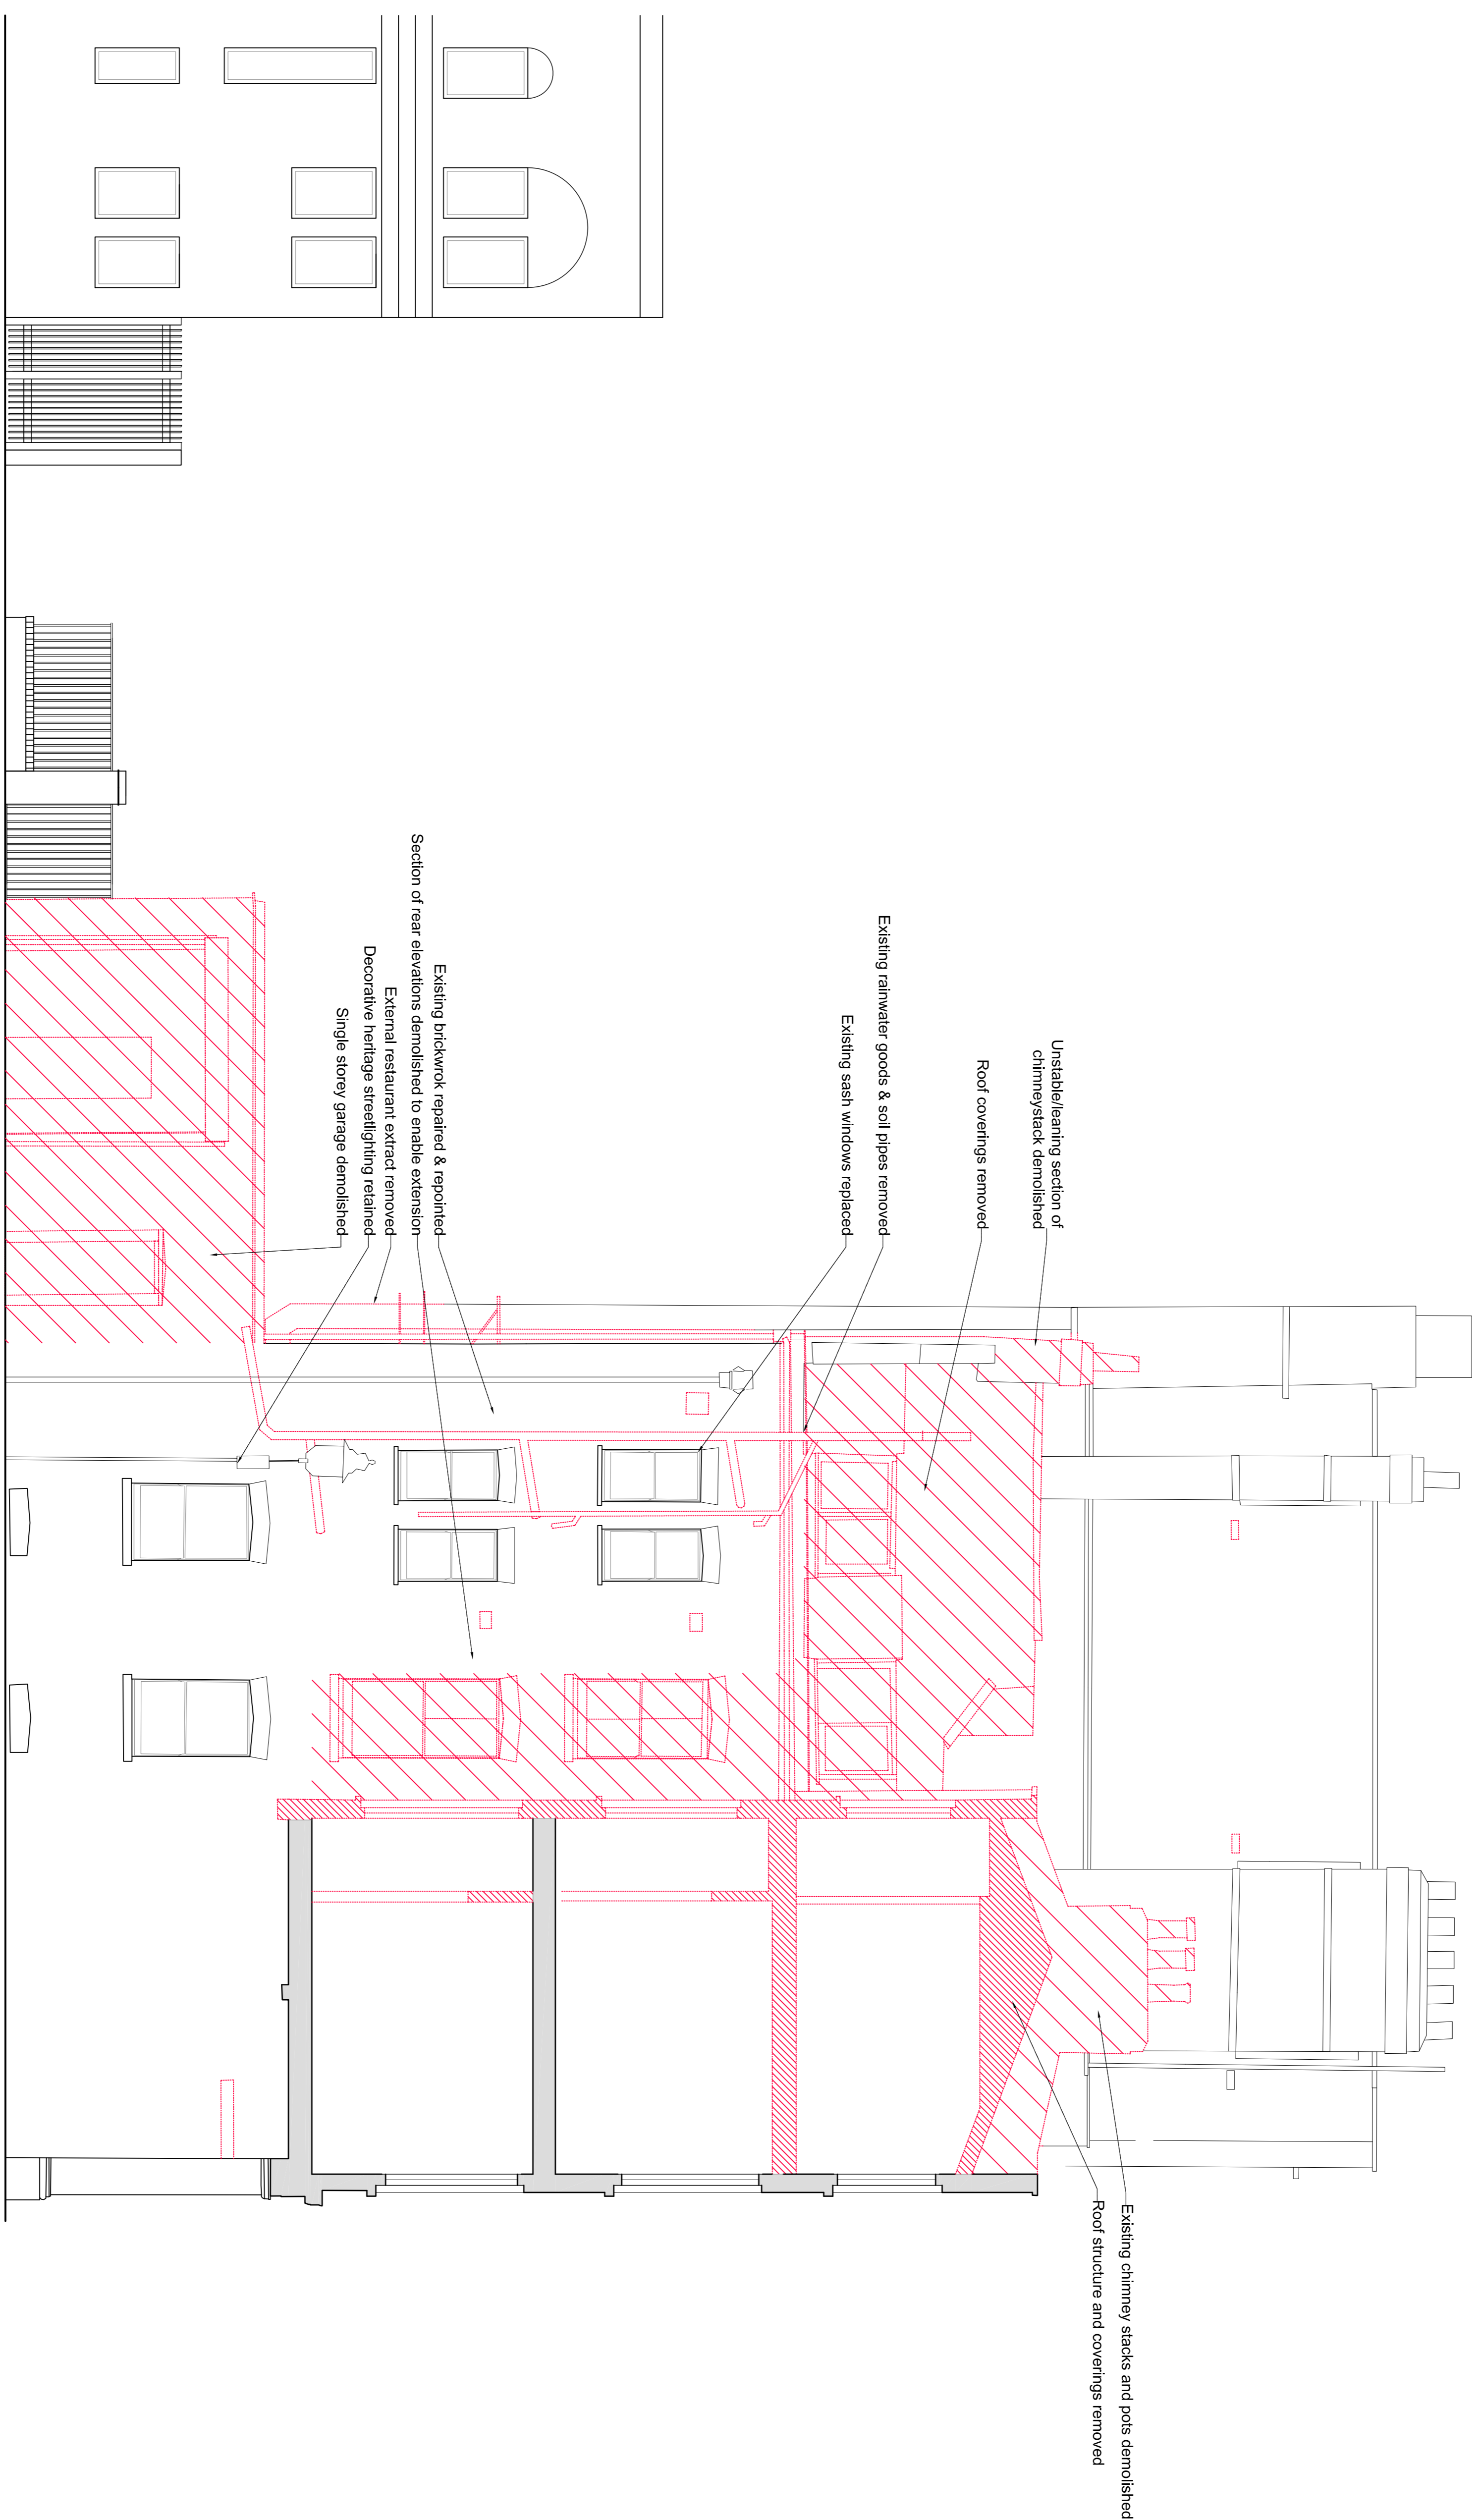 Unstable/leaning section of
chimneystack demolished
Roof coverings removed
Existing rainwater goods & soil pipes removed
Existing sash windows replaced
Existing brickwrok repaired & repointed
Section of rear elevations demolished to enable extension
External restaurant extract removed
Decorative heritage streetlighting retained
Single storey garage demolished
Existing chimney stacks and pots demolished
Roof structure and coverings removed